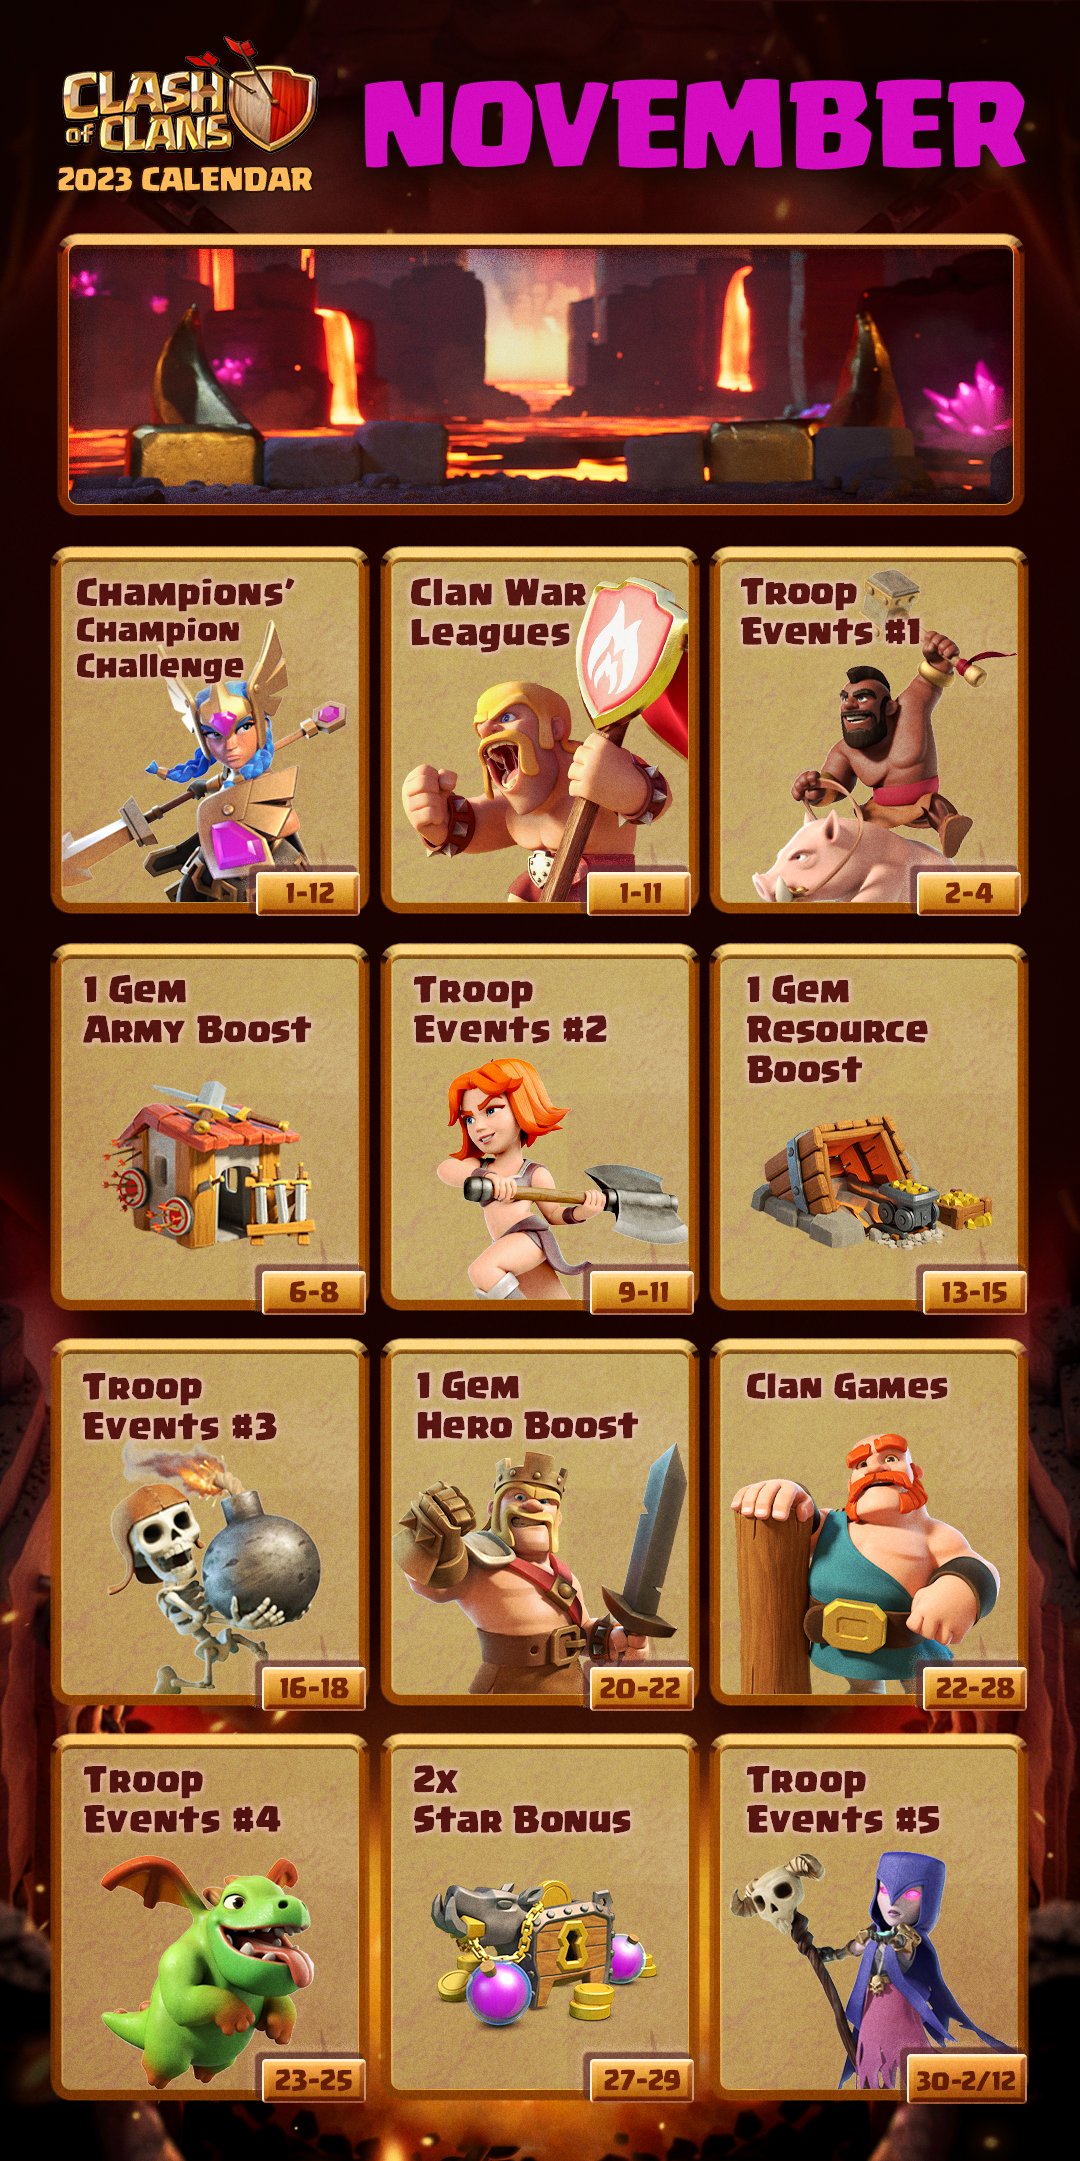 CLASH
OF CLANS
2023 CALENDAR
NOVEMBER
Champions'
Champion
Challenge
1-12
Clan War
Leagues
1-11
Troop
Events #1
2-4
1 Gem
Army Boost
6-8
Troop
Events #2
9-11
1 Gem
Resource
Boost
13-15
Troop
Events #3
16-18
1 Gem
Hero Boost
20-22
Clan Games
22-28
Troop
Events #4
23-25
2x
Star Bonus
27-29
Troop
Events #5
30-2/12